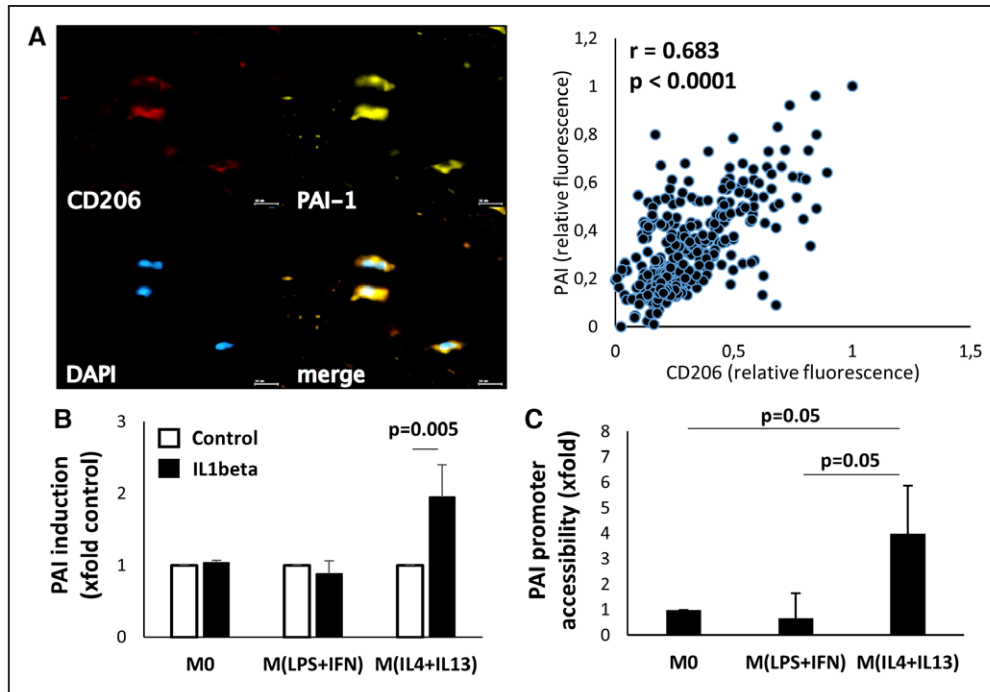 A
CD206
PAI-1
DAPI
merge
r = 0.683
p < 0.0001
PAI (relative fluorescence)
1,2
1
0,8
0,6
0,4
0,2
0
0
0,5
1
1,5
CD206 (relative fluorescence)
B
PAI induction
(xfold control)
3
2
1
0
Control
IL1beta
p=0.005
M0
M(LPS+IFN)
M(IL4+IL13)
C
PAI promoter
accessibility (xfold)
8
7
6
5
4
3
2
1
0
p=0.05
p=0.05
M0
M(LPS+IFN)
M(IL4+IL13)